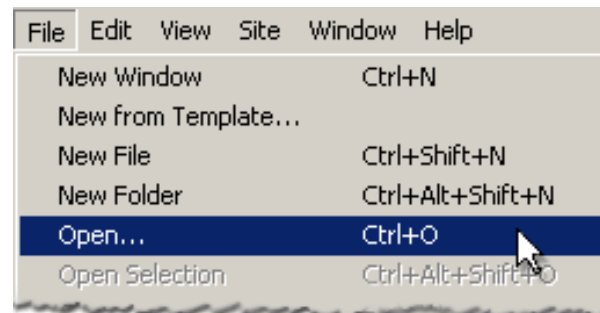 File Edit View Site Window Help
New Window Ctrl+N
New from Template...
New File Ctrl+Shift+N
New Folder Ctrl+Alt+Shift+N
Open... Ctrl+O
Open Selection Ctrl+Alt+Shift+O